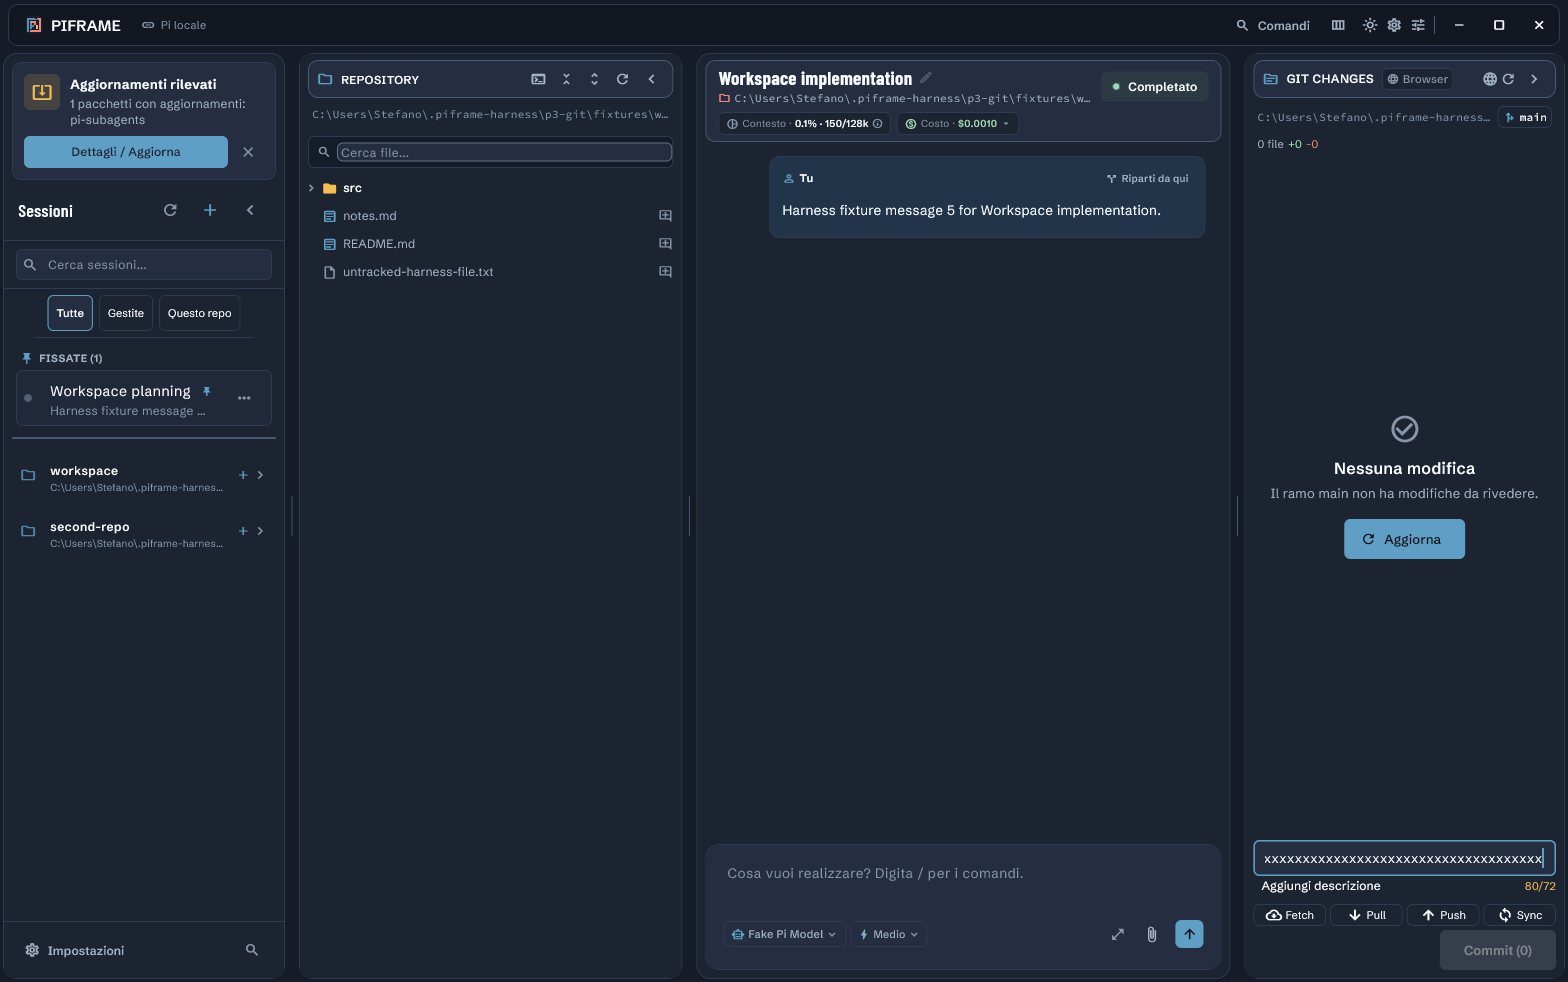 PIFRAME
Pi locale
Comandi
Aggiornamenti rilevati
1 pacchetti con aggiornamenti:
pi-subagents
Dettagli / Aggiorna
Sessioni
Cerca sessioni...
Tutte
Gestite
Questo repo
FISSATE (1)
Workspace planning
Harness fixture message ...
workspace
C:\Users\Stefano\.piframe-harnes...
second-repo
C:\Users\Stefano\.piframe-harnes...
Impostazioni
REPOSITORY
C:\Users\Stefano\.piframe-harness\p3-git\fixtures\w...
Cerca file...
src
notes.md
README.md
untracked-harness-file.txt
Workspace implementation
C:\Users\Stefano\.piframe-harness\p3-git\fixtures\w...
Contesto · 0.1% · 150/128k
Costo · $0.0010
Completato
Tu
Riparti da qui
Harness fixture message 5 for Workspace implementation.
Cosa vuoi realizzare? Digita / per i comandi.
Fake Pi Model
Medio
GIT CHANGES
Browser
C:\Users\Stefano\.piframe-harness...
main
0 file +0 -0
Nessuna modifica
Il ramo main non ha modifiche da rivedere.
Aggiorna
xxxxxxxxxxxxxxxxxxxxxxxxxxxxxxxxxxxx
Aggiungi descrizione
80/72
Fetch
Pull
Push
Sync
Commit (0)